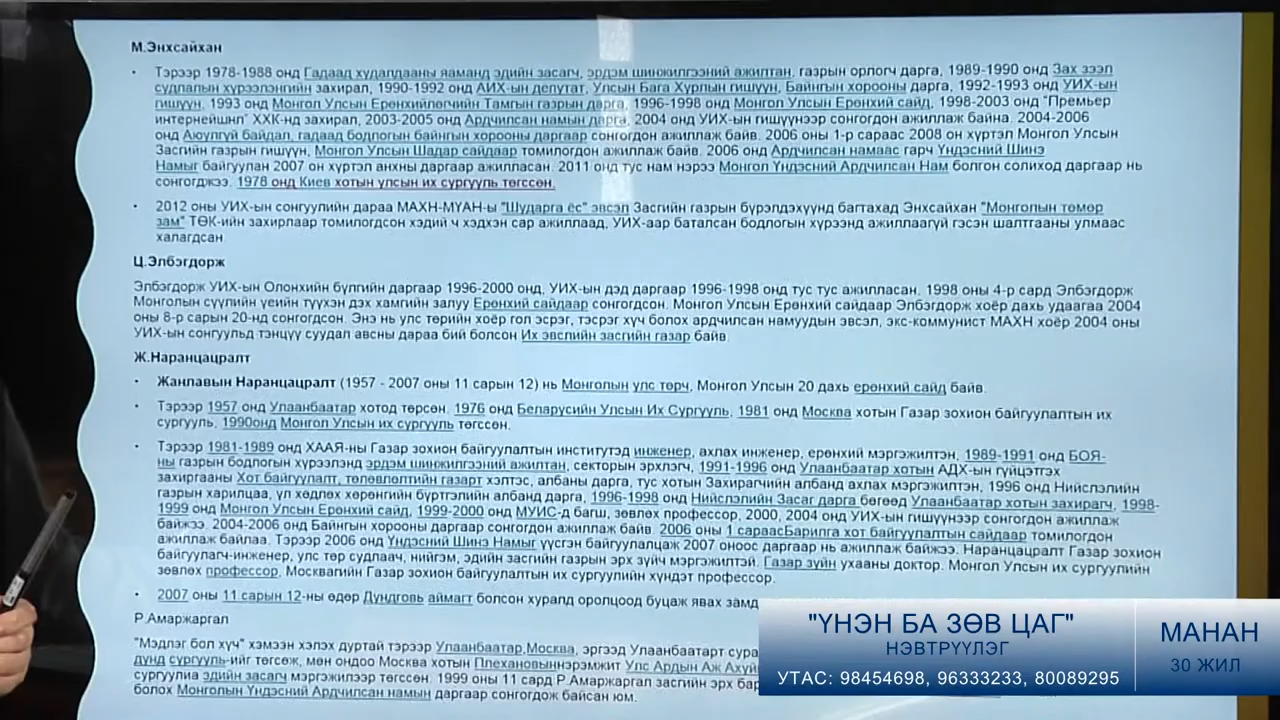 М.Энхсайхан
• Тэрээр 1978-1988 онд Гадаад худалдааны яаманд эдийн засагч, эрдэм шинжилгээний ажилтан, газрын орлогч дарга, 1989-1990 онд Зах зээл
судлалын хүрээлэнгийн захирал, 1990-1992 онд АИХ-ын депутат, Улсын Бага Хурлын гишүүн, Байнгын хорооны дарга, 1992-1993 онд УИХ-ын
гишүүн, 1993 онд Монгол Улсын Ерөнхийлөгчийн Тамгын газрын дарга, 1996-1998 онд Монгол Улсын Ерөнхий сайд, 1998-2003 онд "Премьер
интернейшнл" ХХК-нд захирал, 2003-2005 онд Ардчилсан намын дарга, 2004 онд УИХ-ын гишүүнээр сонгогдон ажиллаж байна. 2004-2006
онд Аюулгүй байдал, гадаад бодлогын байнгын хорооны даргаар сонгогдон ажиллаж байв. 2006 оны 1-р сараас 2008 он хүртэл Монгол Улсын
Засгийн газрын гишүүн, Монгол Улсын Шадар сайдаар томилогдон ажиллаж байв. 2006 онд Ардчилсан намаас гарч Үндэсний Шинэ
Намыг байгуулан 2007 он хүртэл анхны даргаар ажилласан. 2011 онд тус нам нэрээ Монгол Үндэсний Ардчилсан Нам болгон солиход даргаар нь
сонгогджээ. 1978 онд Киев хотын улсын их сургууль төгссөн.
• 2012 оны УИХ-ын сонгуулийн дараа МАХН-МҮАН-ы "Шударга ёс" эвсэл Засгийн газрын бүрэлдэхүүнд багтахад Энхсайхан "Монголын төмөр
зам" ТӨК-ийн захирлаар томилогдсон хэдий ч хэдхэн сар ажиллаад, УИХ-аар баталсан бодлогын хүрээнд ажиллаагүй гэсэн шалтгааны улмаас
халагдсан
Ц.Элбэгдорж
Элбэгдорж УИХ-ын Олонхийн бүлгийн даргаар 1996-2000 онд, УИХ-ын дэд даргаар 1996-1998 онд тус тус ажилласан. 1998 оны 4-р сард Элбэгдорж
Монголын сүүлийн үеийн түүхэн дэх хамгийн залуу Ерөнхий сайдаар сонгогдсон. Монгол Улсын Ерөнхий сайдаар Элбэгдорж хоёр дахь удаагаа 2004
оны 8-р сарын 20-нд сонгогдсон. Энэ нь улс төрийн хоёр гол эсрэг, тэсрэг хүч болох ардчилсан намуудын эвсэл, экс-коммунист МАХН хоёр 2004 оны
УИХ-ын сонгуульд тэнцүү суудал авсны дараа бий болсон Их эвслийн засгийн газар байв.
Ж.Наранцацралт
• Жанлавын Наранцацралт (1957 - 2007 оны 11 сарын 12) нь Монголын улс төрч, Монгол Улсын 20 дахь ерөнхий сайд байв.
• Тэрээр 1957 онд Улаанбаатар хотод төрсөн. 1976 онд Беларусийн Улсын Их Сургууль, 1981 онд Москва хотын Газар зохион байгуулалтын их
сургууль, 1990онд Монгол Улсын их сургууль төгссөн.
• Тэрээр 1981-1989 онд ХААЯ-ны Газар зохион байгуулалтын институтэд инженер, ахлах инженер, ерөнхий мэргэжилтэн, 1989-1991 онд БОЯ-
ны газрын бодлогын хүрээлэнд эрдэм шинжилгээний ажилтан, секторын эрхлэгч, 1991-1996 онд Улаанбаатар хотын АДХ-ын гүйцэтгэх
захиргааны Хот байгуулалт, төлөвлөлтийн газарт хэлтэс, албаны дарга, тус хотын Захирагчийн албанд ахлах мэргэжилтэн, 1996 онд Нийслэлийн
газрын харилцаа, үл хөдлөх хөрөнгийн бүртгэлийн албанд дарга, 1996-1998 онд Нийслэлийн Засаг дарга бөгөөд Улаанбаатар хотын захирагч, 1998-
1999 онд Монгол Улсын Ерөнхий сайд, 1999-2000 онд МУИС-д багш, зөвлөх профессор, 2000, 2004 онд УИХ-ын гишүүнээр сонгогдон ажиллаж
байжээ. 2004-2006 онд Байнгын хорооны даргаар сонгогдон ажиллаж байв. 2006 оны 1 сараасБарилга хот байгуулалтын сайдаар томилогдон
ажиллаж байлаа. Тэрээр 2006 онд Үндэсний Шинэ Намыг үүсгэн байгуулалцаж 2007 оноос даргаар нь ажиллаж байжээ. Наранцацралт Газар зохион
байгуулагч-инженер, улс төр судлаач, нийгэм, эдийн засгийн газрын эрх зүйч мэргэжилтэй. Газар зүйн ухааны доктор. Монгол Улсын их сургуулийн
зөвлөх профессор, Москвагийн Газар зохион байгуулалтын их сургуулийн хүндэт профессор.
• 2007 оны 11 сарын 12-ны өдөр Дундговь аймагт болсон хуралд оролцоод буцаж явах замд
Р.Амаржаргал
"Мэдлэг бол хүч" хэмээн хэлэх дуртай тэрээр Улаанбаатар,Москва, эргээд Улаанбаатарт сура
дунд сургууль-ийг төгсөж, мөн ондоо Москва хотын Плехановыннэрэмжит Улс Ардын Аж Ахуй
сургуулиа эдийн засагч мэргэжилээр төгссөн. 1999 оны 11 сард Р.Амаржаргал засгийн эрх бар
болох Монголын Үндэсний Ардчилсан намын даргаар сонгогдож байсан юм.
"ҮНЭН БА ЗӨВ ЦАГ"
НЭВТРҮҮЛЭГ
УТАС: 98454698, 96333233, 80089295
МАНАН
30 ЖИЛ